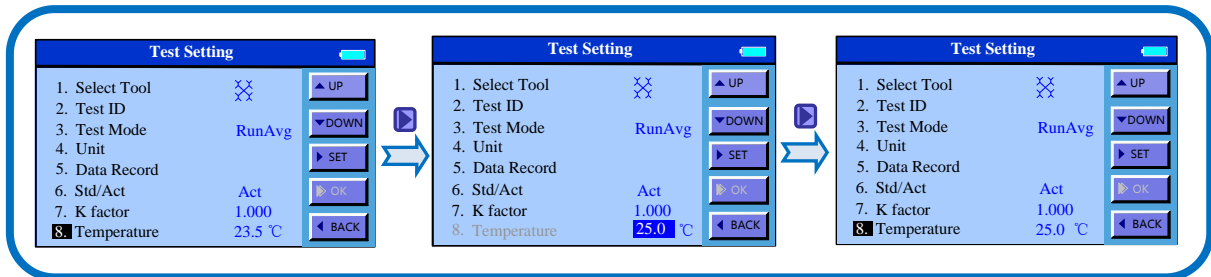 Test Setting
1. Select Tool
2. Test ID
3. Test Mode RunAvg
4. Unit
5. Data Record
6. Std/Act Act
7. K factor 1.000
8. Temperature 23.5 ℃
UP
DOWN
SET
OK
BACK
Test Setting
1. Select Tool
2. Test ID
3. Test Mode RunAvg
4. Unit
5. Data Record
6. Std/Act Act
7. K factor 1.000
8. Temperature 25.0 ℃
UP
DOWN
SET
OK
BACK
Test Setting
1. Select Tool
2. Test ID
3. Test Mode RunAvg
4. Unit
5. Data Record
6. Std/Act Act
7. K factor 1.000
8. Temperature 25.0 ℃
UP
DOWN
SET
OK
BACK